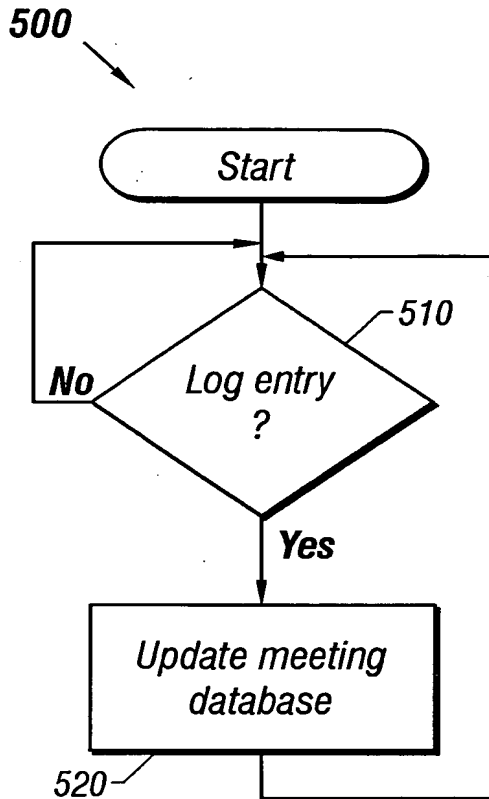 500
Start
510
Log entry
?
No
Yes
Update meeting
database
520